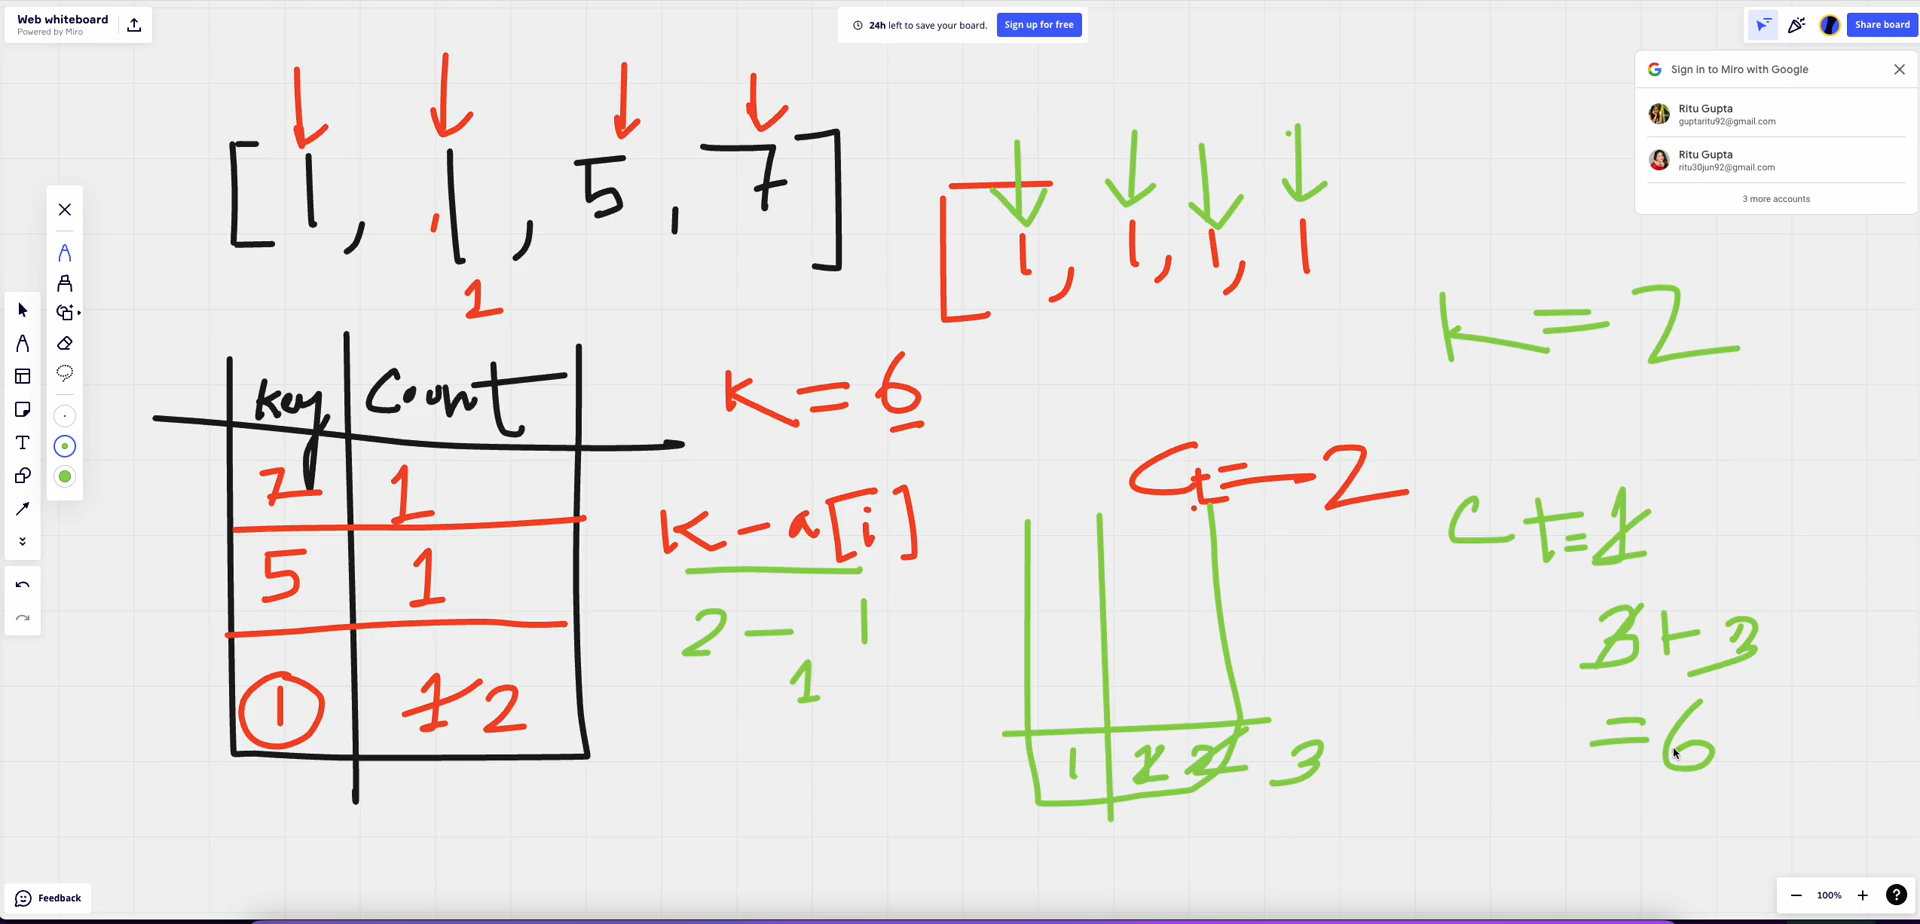 Web whiteboard
Powered by Miro
24h left to save your board.
Sign up for free
Share board
Sign in to Miro with Google
Ritu Gupta
guptaritu92@gmail.com
Ritu Gupta
ritu30jun92@gmail.com
3 more accounts
[1, 1, 5, 7]
1
[1, 1, 1, 1
k = 2
key Count
7 1
5 1
1 1 2
k = 6
k - a[i]
2 - 1
1
Ct = 2
1 1 2 3
Ct = 1
3 + 3
= 6
T
Feedback
100%
?